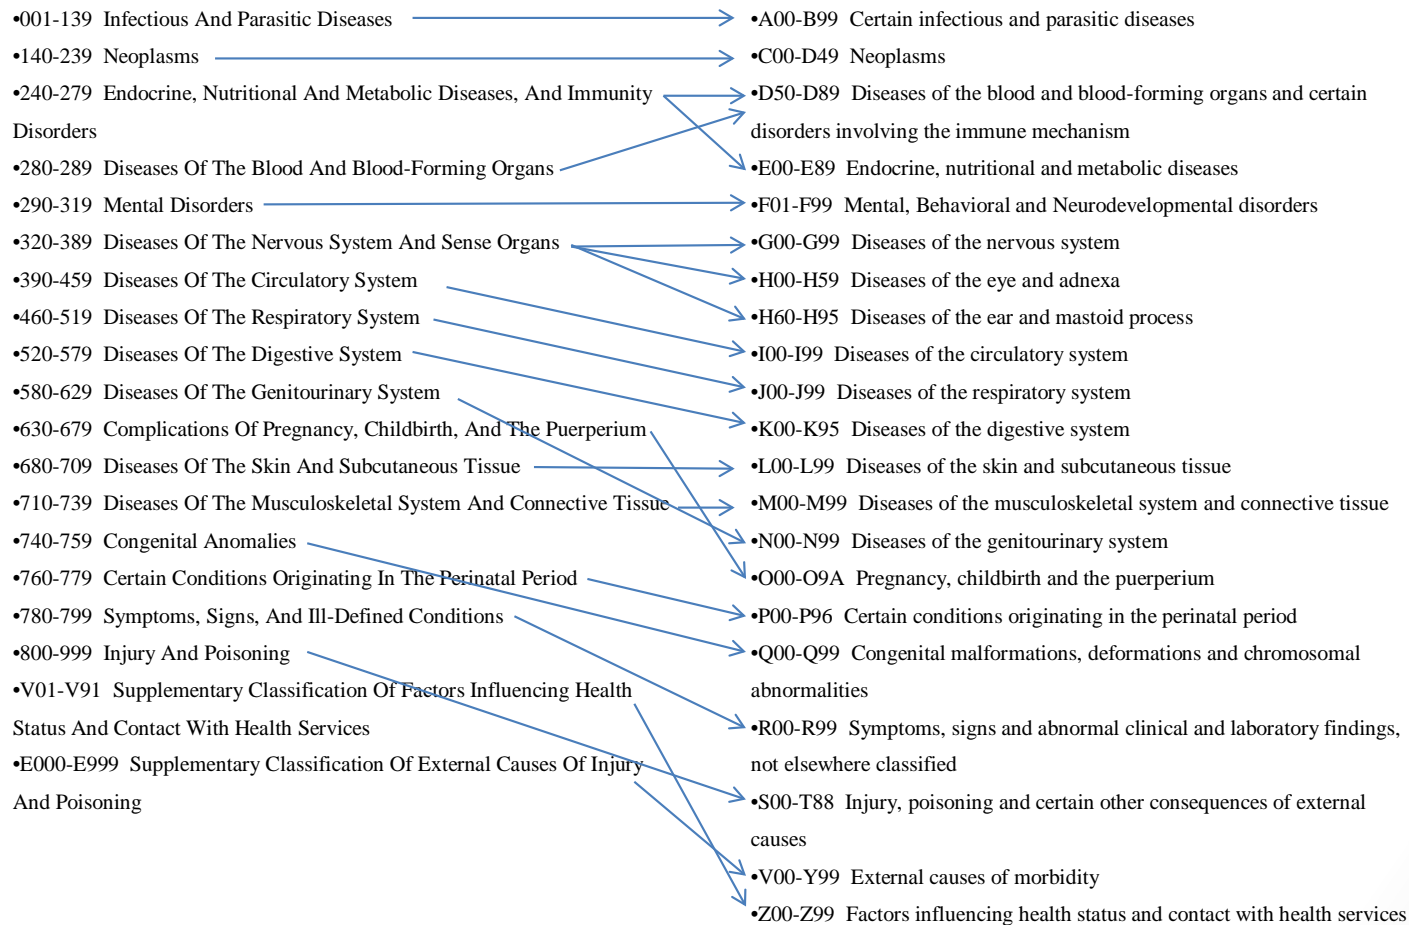 •001-139 Infectious And Parasitic Diseases
•140-239 Neoplasms
•240-279 Endocrine, Nutritional And Metabolic Diseases, And Immunity
Disorders
•280-289 Diseases Of The Blood And Blood-Forming Organs
•290-319 Mental Disorders
•320-389 Diseases Of The Nervous System And Sense Organs
•390-459 Diseases Of The Circulatory System
•460-519 Diseases Of The Respiratory System
•520-579 Diseases Of The Digestive System
•580-629 Diseases Of The Genitourinary System
•630-679 Complications Of Pregnancy, Childbirth, And The Puerperium
•680-709 Diseases Of The Skin And Subcutaneous Tissue
•710-739 Diseases Of The Musculoskeletal System And Connective Tissue
•740-759 Congenital Anomalies
•760-779 Certain Conditions Originating In The Perinatal Period
•780-799 Symptoms, Signs, And Ill-Defined Conditions
•800-999 Injury And Poisoning
•V01-V91 Supplementary Classification Of Factors Influencing Health
Status And Contact With Health Services
•E000-E999 Supplementary Classification Of External Causes Of Injury
And Poisoning
•A00-B99 Certain infectious and parasitic diseases
•C00-D49 Neoplasms
•D50-D89 Diseases of the blood and blood-forming organs and certain
disorders involving the immune mechanism
•E00-E89 Endocrine, nutritional and metabolic diseases
•F01-F99 Mental, Behavioral and Neurodevelopmental disorders
•G00-G99 Diseases of the nervous system
•H00-H59 Diseases of the eye and adnexa
•H60-H95 Diseases of the ear and mastoid process
•I00-I99 Diseases of the circulatory system
•J00-J99 Diseases of the respiratory system
•K00-K95 Diseases of the digestive system
•L00-L99 Diseases of the skin and subcutaneous tissue
•M00-M99 Diseases of the musculoskeletal system and connective tissue
•N00-N99 Diseases of the genitourinary system
•O00-O9A Pregnancy, childbirth and the puerperium
•P00-P96 Certain conditions originating in the perinatal period
•Q00-Q99 Congenital malformations, deformations and chromosomal
abnormalities
•R00-R99 Symptoms, signs and abnormal clinical and laboratory findings,
not elsewhere classified
•S00-T88 Injury, poisoning and certain other consequences of external
causes
•V00-Y99 External causes of morbidity
•Z00-Z99 Factors influencing health status and contact with health services